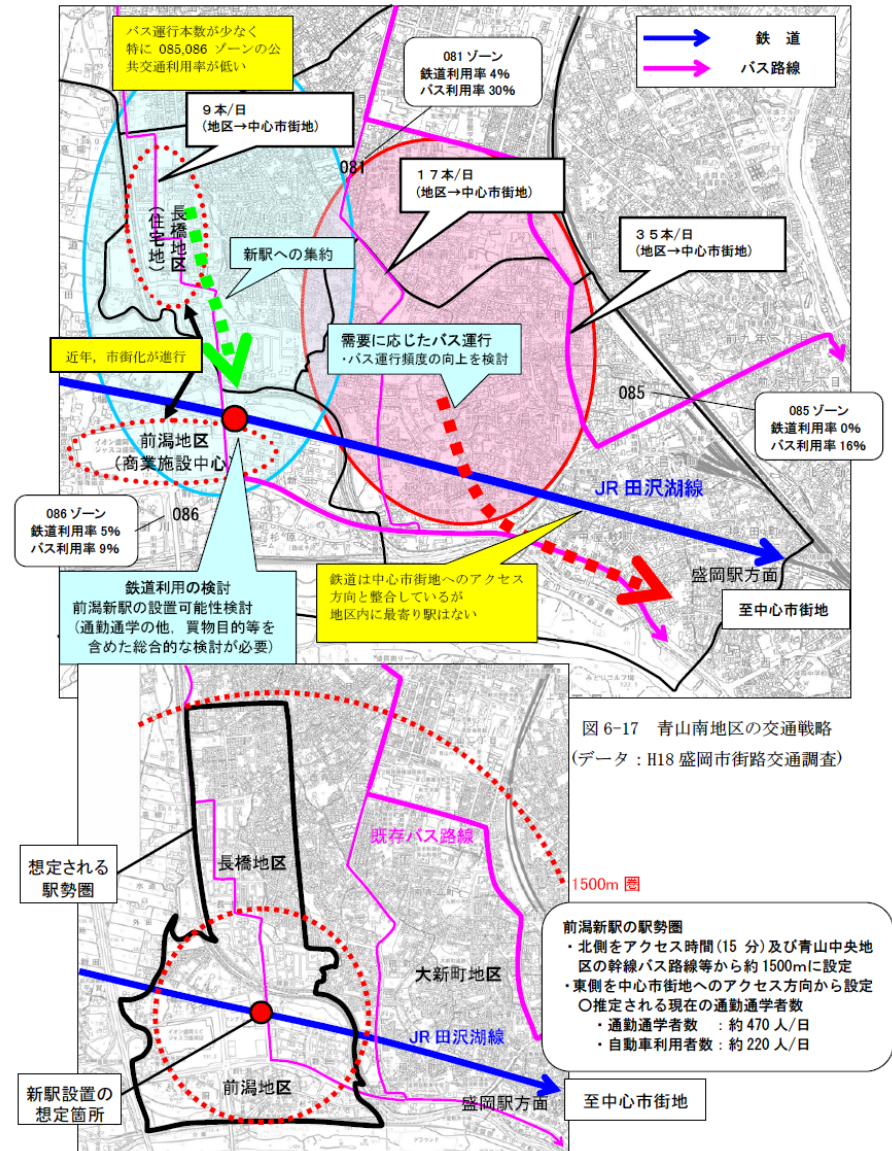 バス運行本数が少なく
特に 085,086 ゾーンの公
共交通利用率が低い
鉄 道
バス路線
081 ゾーン
鉄道利用率 4%
バス利用率 30%
9本/日
(地区→中心市街地)
081
17本/日
(地区→中心市街地)
35本/日
(地区→中心市街地)
長橋地区
(住宅地)
新駅への集約
近年，市街化が進行
需要に応じたバス運行
・バス運行頻度の向上を検討
085
085 ゾーン
鉄道利用率 0%
バス利用率 16%
前潟地区
(商業施設中心)
JR 田沢湖線
086 ゾーン
鉄道利用率 5%
バス利用率 9%
086
盛岡駅方面
至中心市街地
鉄道利用の検討
前潟新駅の設置可能性検討
(通勤通学の他，買物目的等を
含めた総合的な検討が必要)
鉄道は中心市街地へのアクセス
方向と整合しているが
地区内に最寄り駅はない
図 6-17 青山南地区の交通戦略
(データ：H18 盛岡市街路交通調査)
既存バス路線
想定される
駅勢圏
長橋地区
1500m 圏
大新町地区
前潟新駅の駅勢圏
・北側をアクセス時間(15 分)及び青山中央地
区の幹線バス路線等から約 1500mに設定
・東側を中心市街地へのアクセス方向から設定
〇推定される現在の通勤通学者数
・通勤通学者数 ：約 470 人/日
・自動車利用者数：約 220 人/日
JR 田沢湖線
新駅設置の
想定箇所
前潟地区
盛岡駅方面
至中心市街地